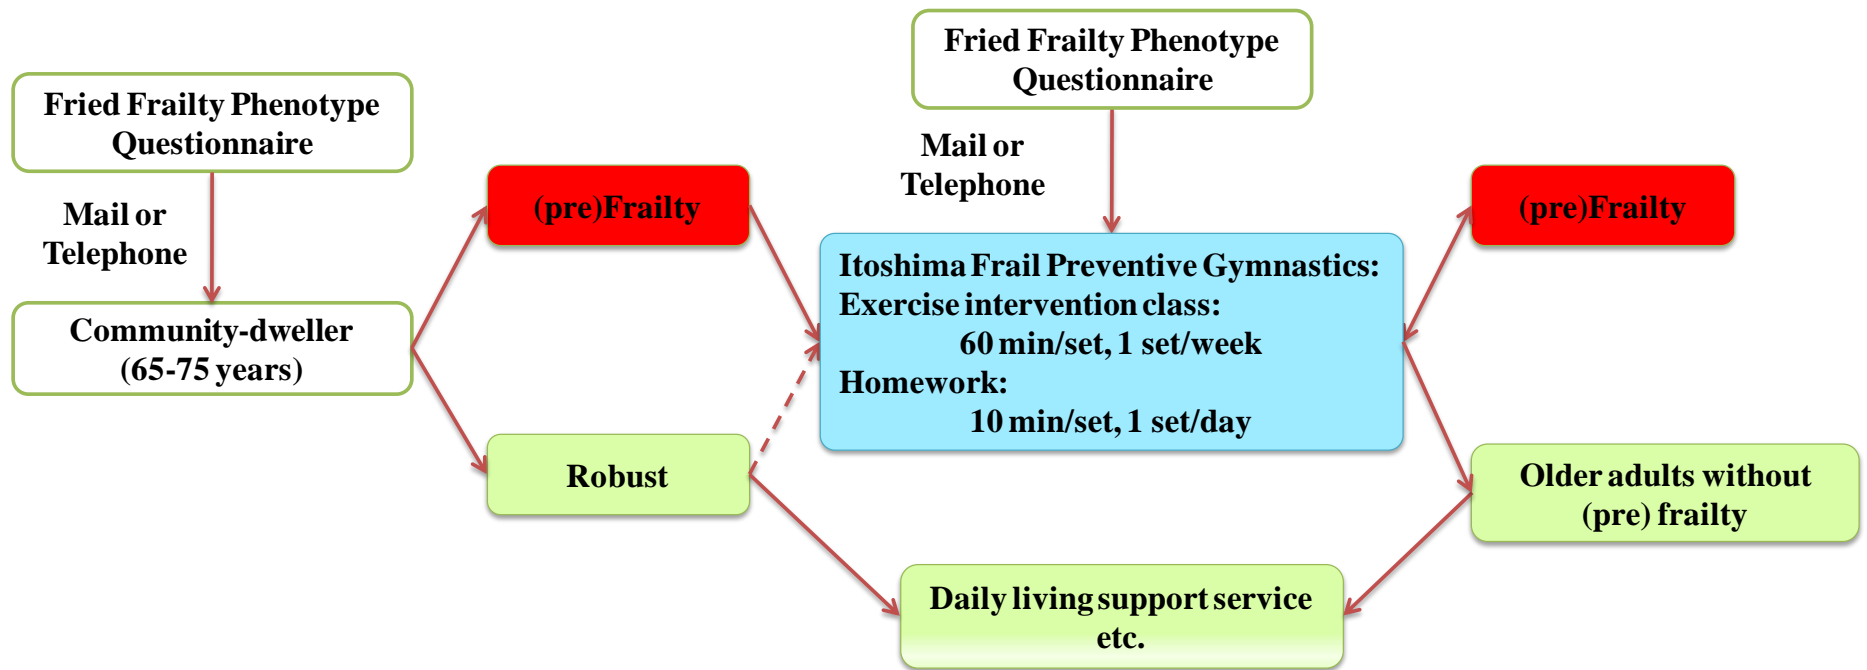 Fried Frailty Phenotype
Questionnaire
Mail or
Telephone
Community-dweller
(65-75 years)
(pre)Frailty
Robust
Fried Frailty Phenotype
Questionnaire
Mail or
Telephone
Itoshima Frail Preventive Gymnastics:
Exercise intervention class:
60 min/set, 1 set/week
Homework:
10 min/set, 1 set/day
Daily living support service
etc.
(pre)Frailty
Older adults without
(pre) frailty